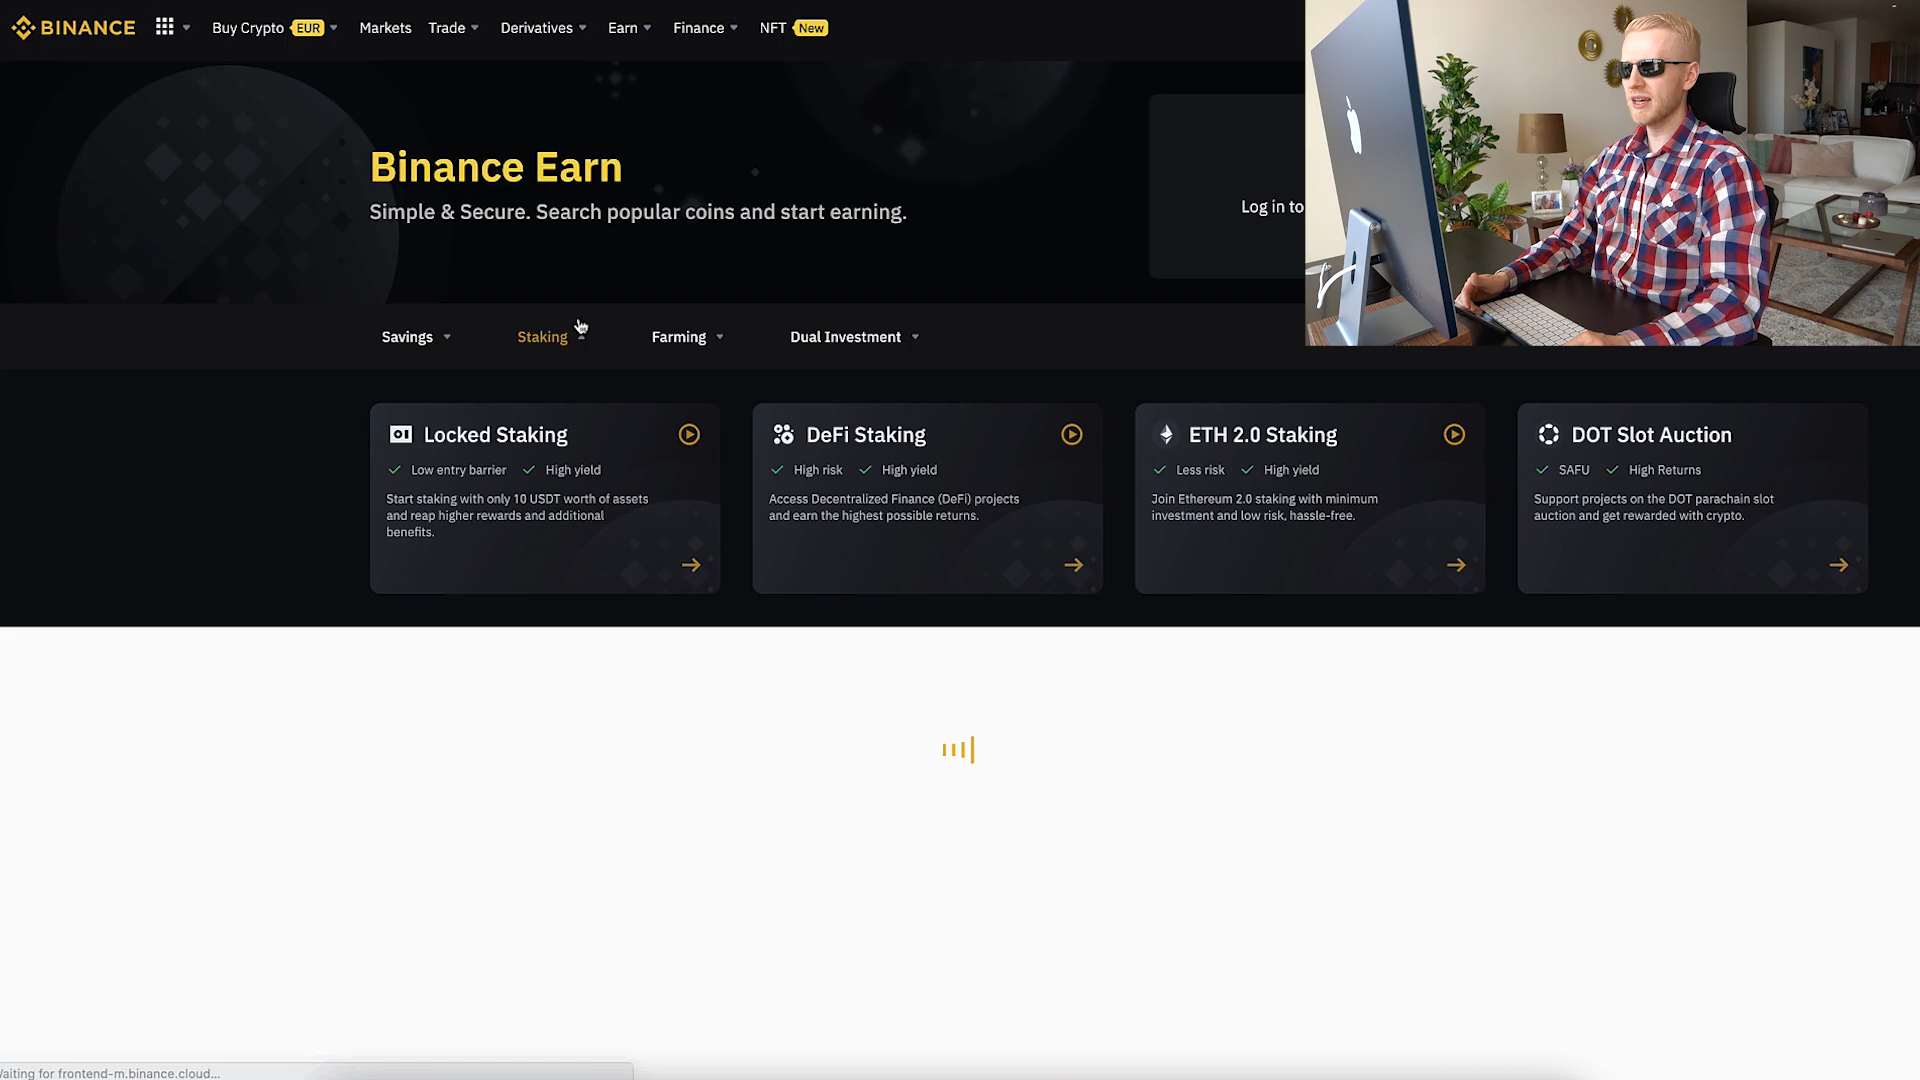 BINANCE
Buy Crypto EUR
Markets
Trade
Derivatives
Earn
Finance
NFT New
Binance Earn
Simple & Secure. Search popular coins and start earning.
Log in to
Savings
Staking
Farming
Dual Investment
Locked Staking
Low entry barrier
High yield
Start staking with only 10 USDT worth of assets
and reap higher rewards and additional
benefits.
DeFi Staking
High risk
High yield
Access Decentralized Finance (DeFi) projects
and earn the highest possible returns.
ETH 2.0 Staking
Less risk
High yield
Join Ethereum 2.0 staking with minimum
investment and low risk, hassle-free.
DOT Slot Auction
SAFU
High Returns
Support projects on the DOT parachain slot
auction and get rewarded with crypto.
Waiting for frontend-m.binance.cloud...